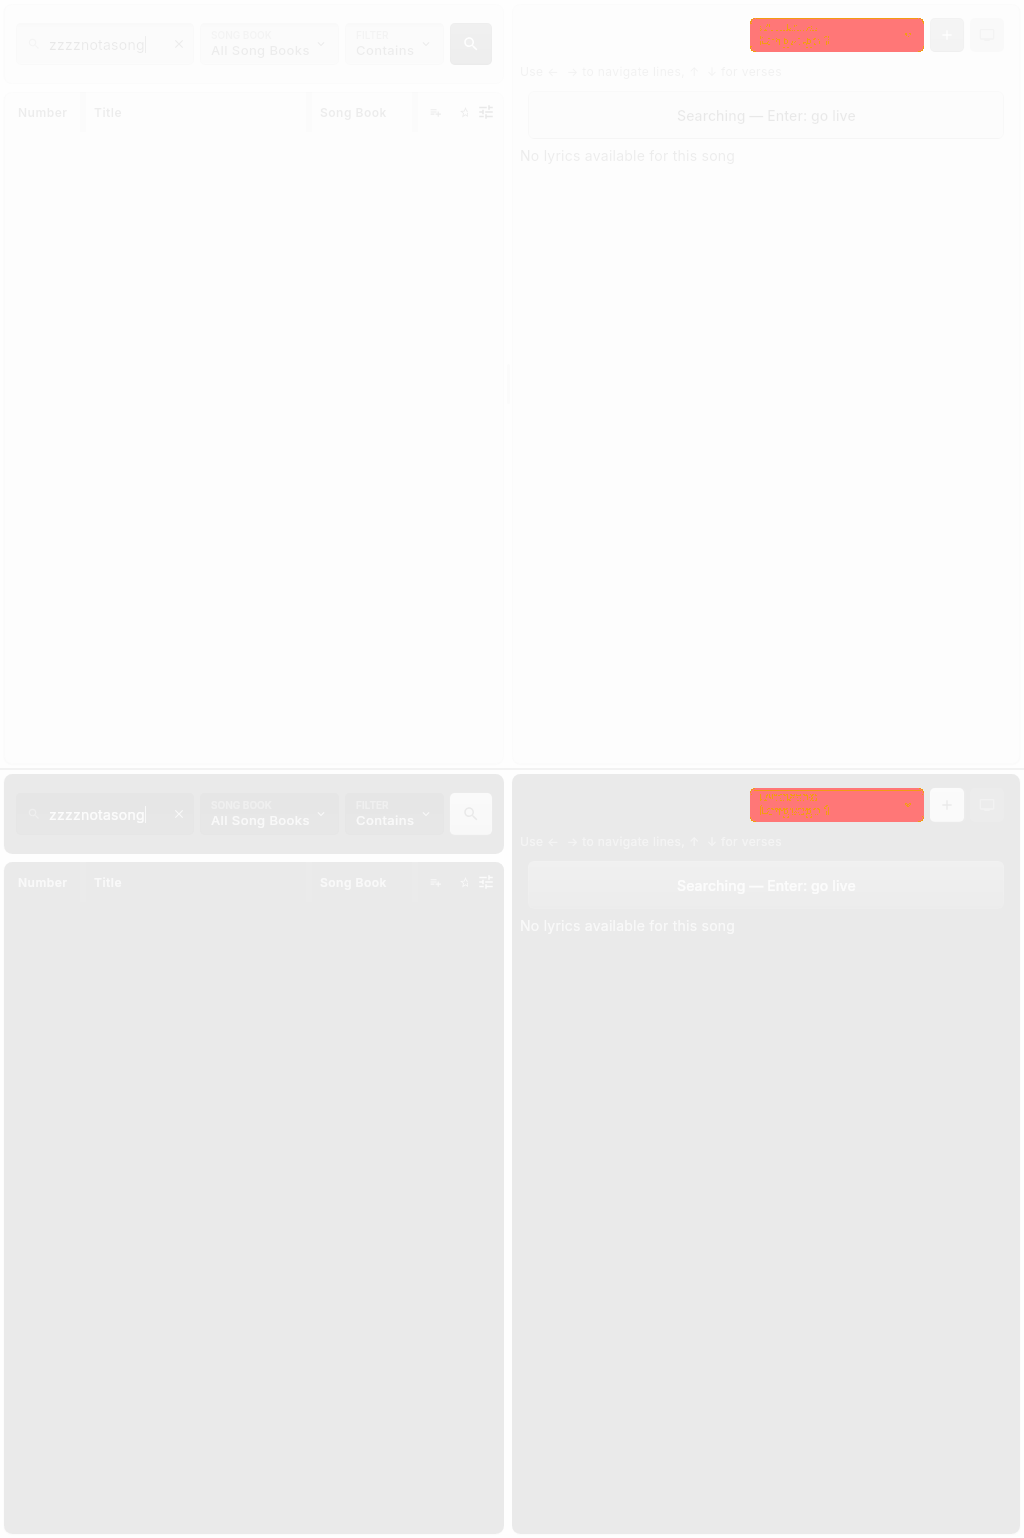 zzzznotasong
SONG BOOK
All Song Books
FILTER
Contains
Use ← → to navigate lines, ↑ ↓ for verses
Number
Title
Song Book
Searching — Enter: go live
No lyrics available for this song
zzzznotasong
SONG BOOK
All Song Books
FILTER
Contains
Use ← → to navigate lines, ↑ ↓ for verses
Number
Title
Song Book
Searching — Enter: go live
No lyrics available for this song